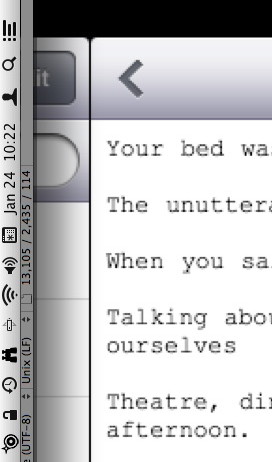 Jan 24 10:22
13,105 / 2,435 / 114
Unix (LF)
(UTF-8)
it
Your bed wa
The unuttera
When you sa
Talking abou
ourselves
Theatre, di
afternoon.